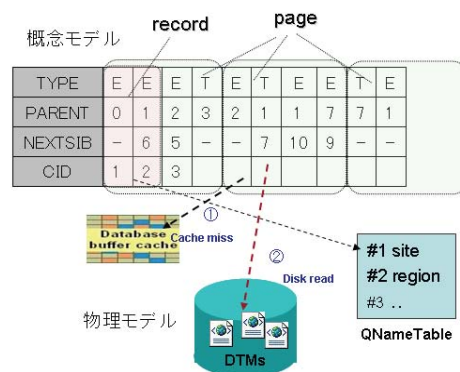 概念モデル
record
page
TYPE E E E T E T E E T E
PARENT 0 1 2 3 2 1 1 7 7 1
NEXTSIB - 6 5 - - 7 10 9 - -
CID 1 2 3
①
Cache miss
Database
buffer cache
②
Disk read
#1 site
#2 region
#3 ..
QNameTable
物理モデル
DTMs